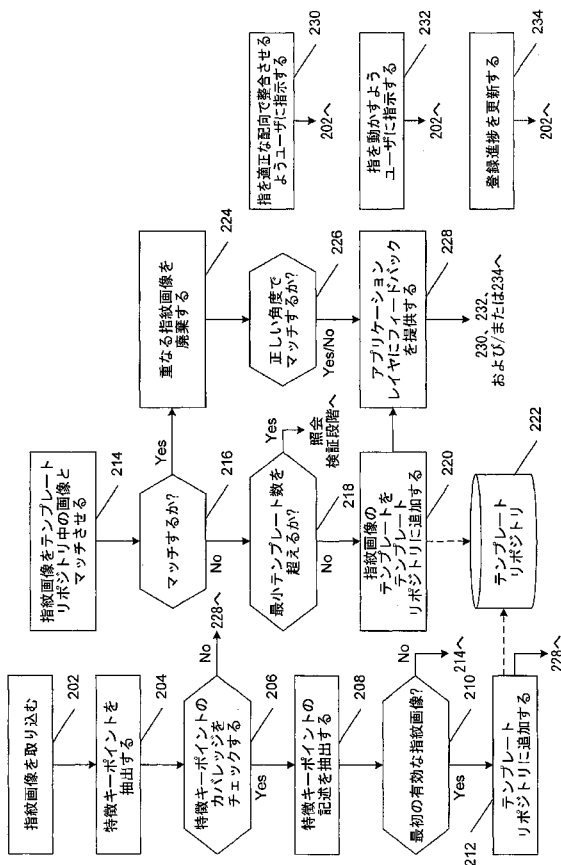 指紋画像を取り込む
202
特徴キーポイントを
抽出する
204
特徴キーポイントの
カバレッジを
チェックする
206
No
228へ
Yes
特徴キーポイントの
記述を抽出する
208
最初の有効な指紋画像?
210
No
214へ
Yes
テンプレート
リポジトリに追加する
212
228へ
指紋画像をテンプレート
リポジトリ中の画像と
マッチさせる
214
マッチするか?
216
Yes
No
最小テンプレート数を
超えるか?
218
Yes
照会
検証段階へ
No
指紋画像の
テンプレートを
テンプレート
リポジトリに追加する
220
テンプレート
リポジトリ
222
重なる指紋画像を
廃棄する
224
正しい角度で
マッチするか?
226
Yes/No
アプリケーション
レイヤにフィードバック
を提供する
228
230、232、
および/または234へ
指を適正な配向で整合させる
ようユーザに指示する
230
202へ
指を動かすよう
ユーザに指示する
232
202へ
登録進捗を更新する
234
202へ